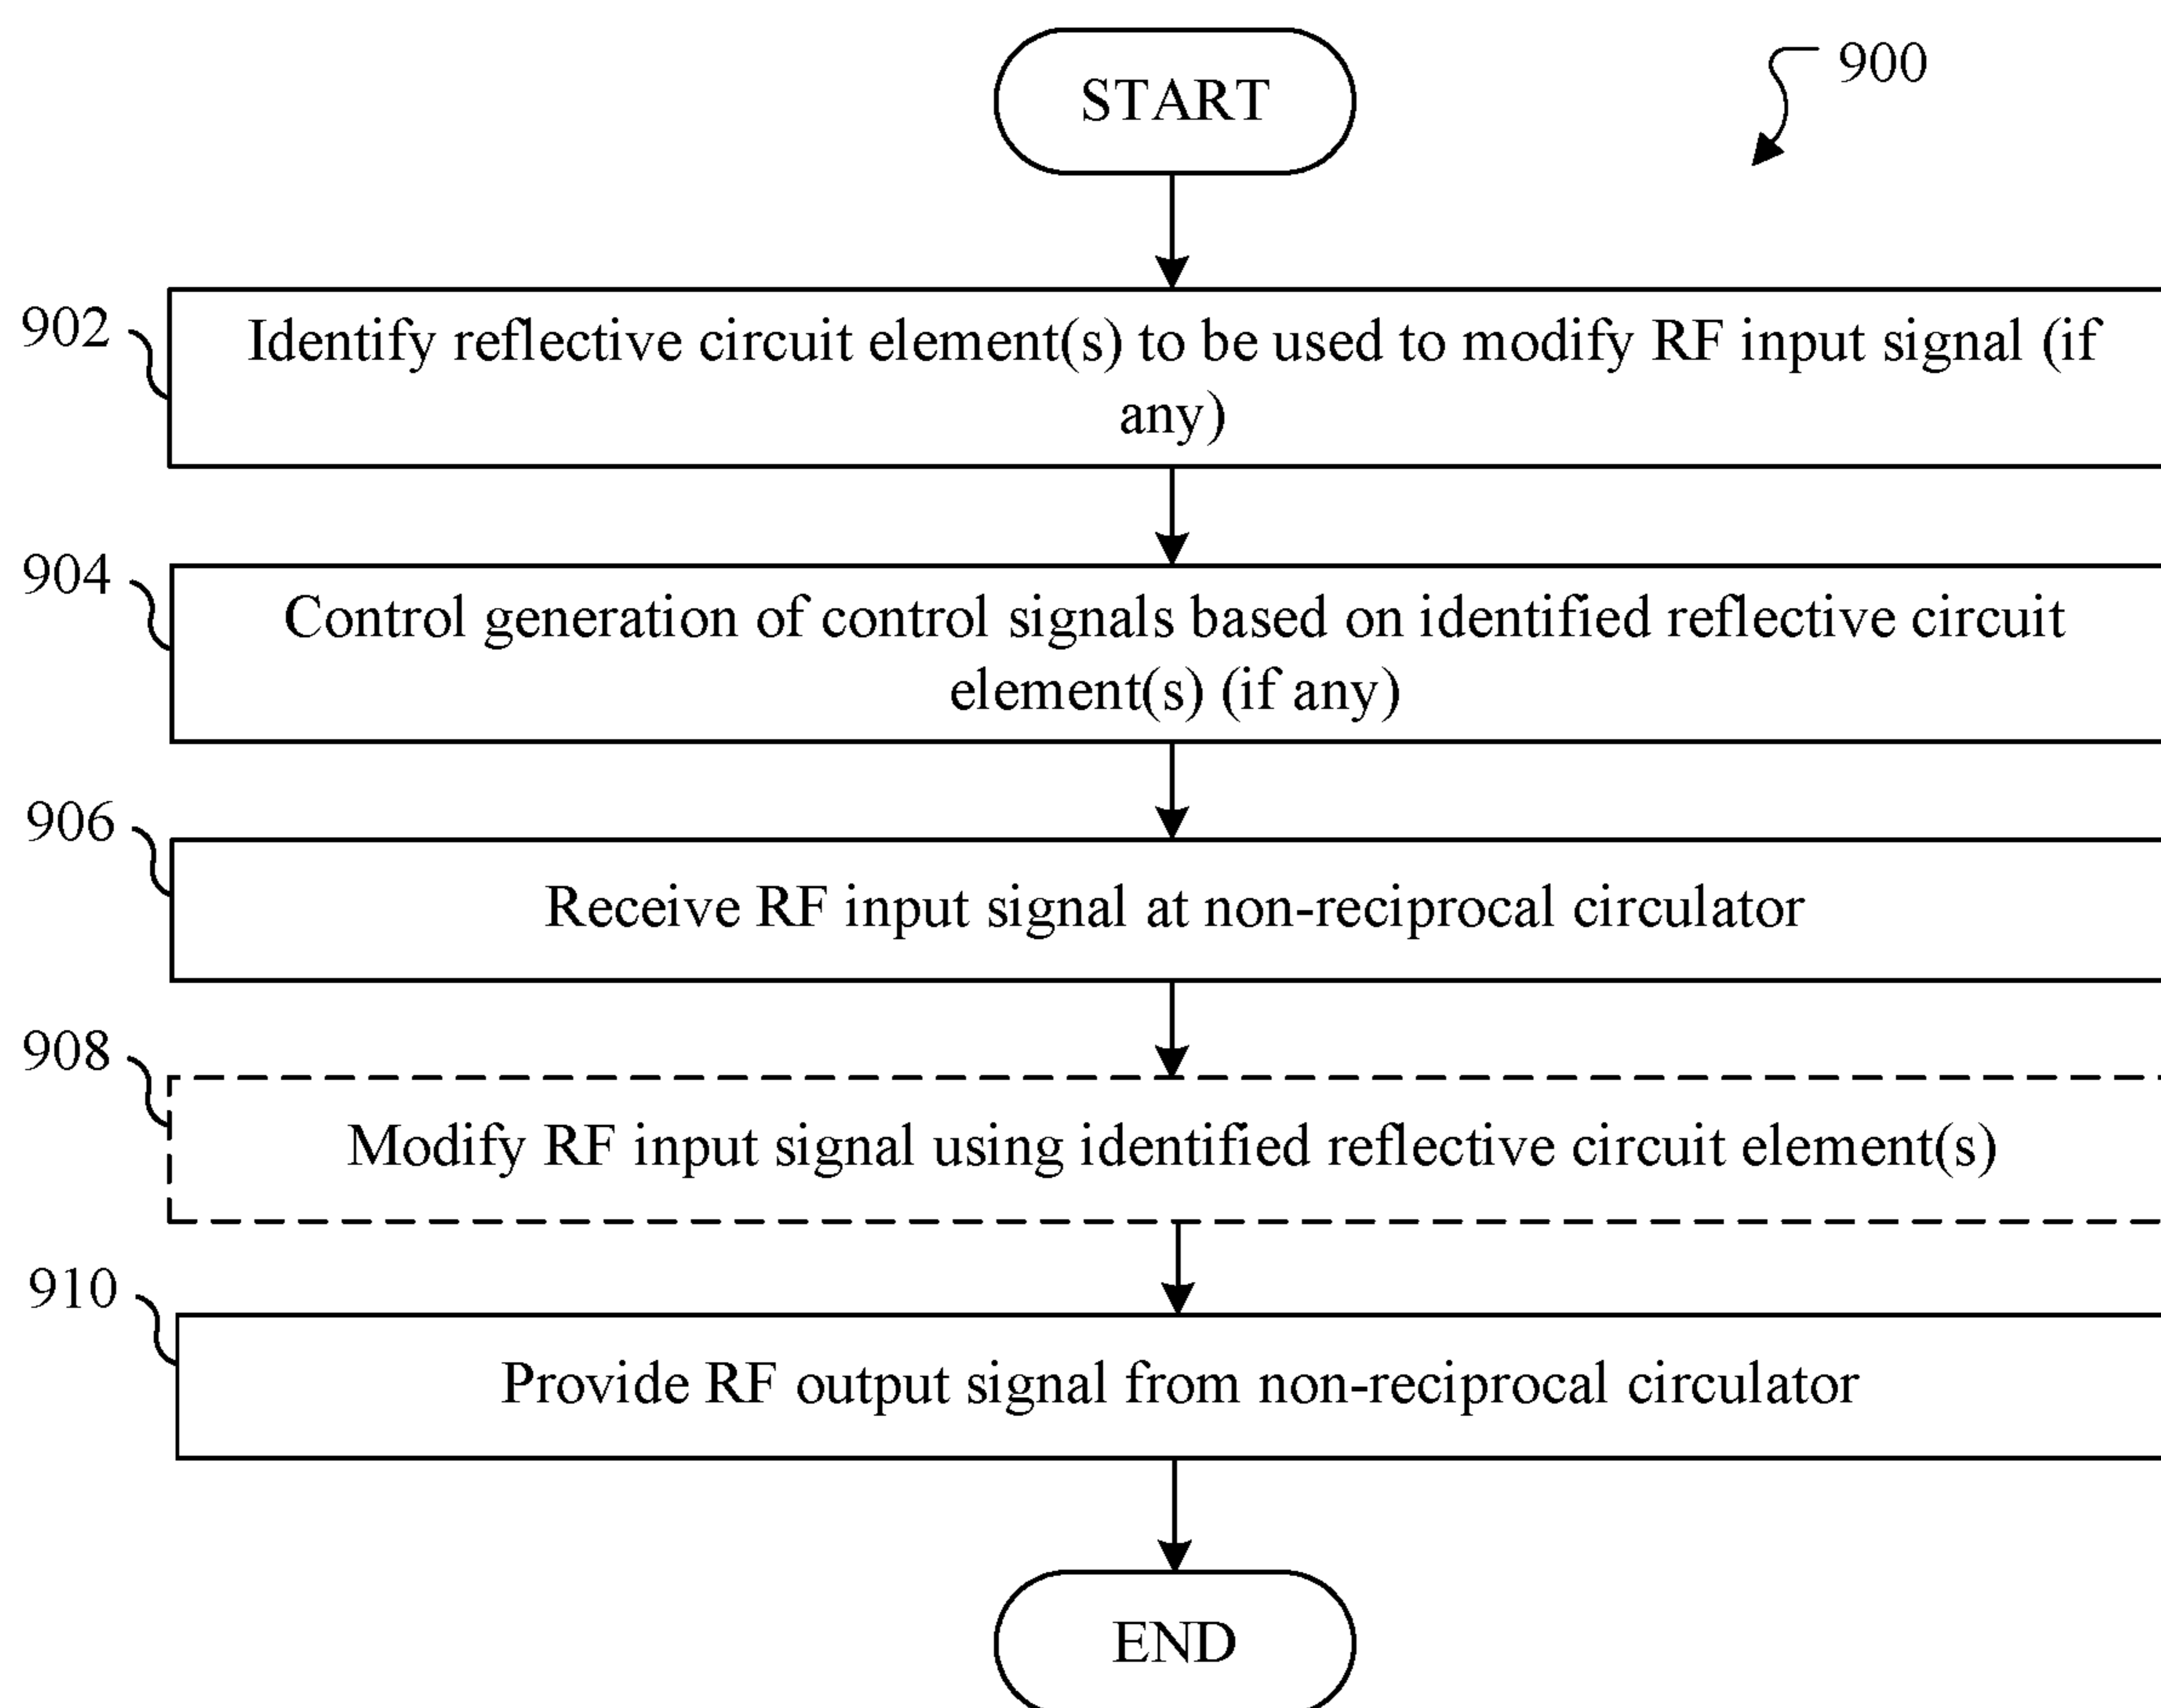 START
900
902
Identify reflective circuit element(s) to be used to modify RF input signal (if
any)
904
Control generation of control signals based on identified reflective circuit
element(s) (if any)
906
Receive RF input signal at non-reciprocal circulator
908
Modify RF input signal using identified reflective circuit element(s)
910
Provide RF output signal from non-reciprocal circulator
END